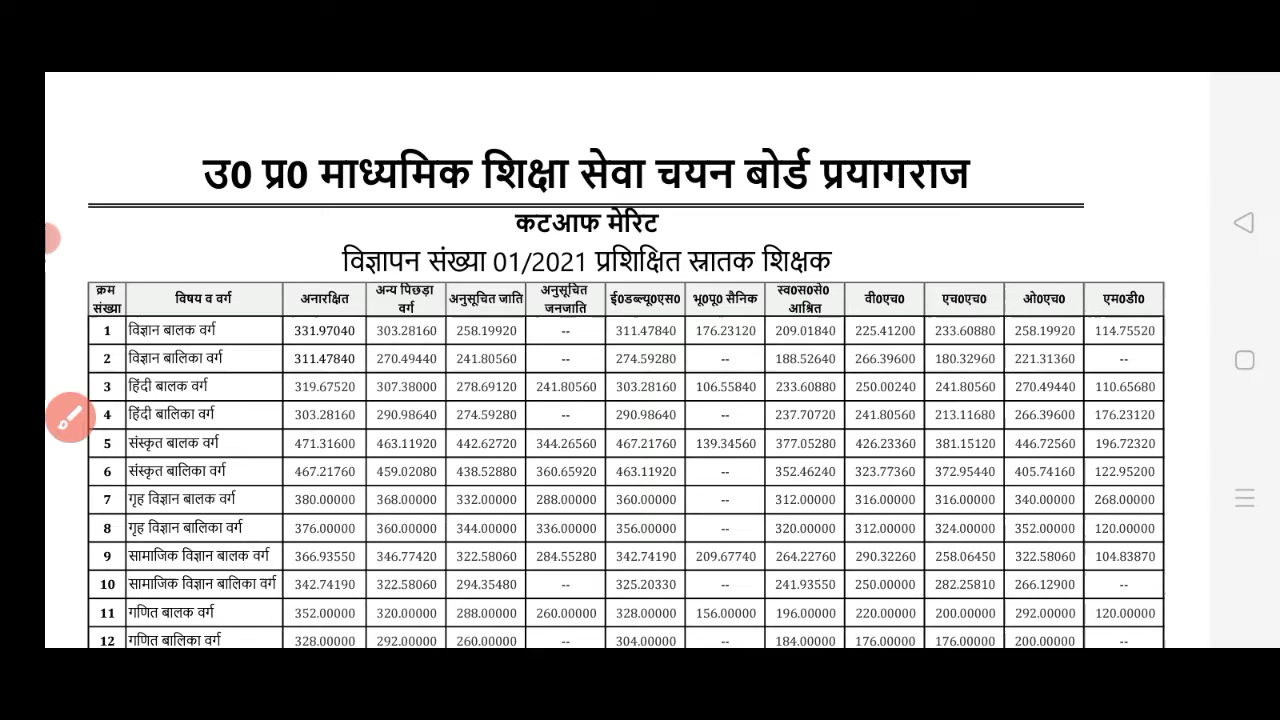 उ0 प्र0 माध्यमिक शिक्षा सेवा चयन बोर्ड प्रयागराज
कटआफ मेरिट
विज्ञापन संख्या 01/2021 प्रशिक्षित स्नातक शिक्षक
क्रम संख्या विषय व वर्ग अनारक्षित अन्य पिछड़ा वर्ग अनुसूचित जाति अनुसूचित जनजाति ई0डब्ल्यू0एस0 भू0पू0 सैनिक स्व0स0से0 आश्रित वी0एच0 एच0एच0 ओ0एच0 एम0डी0
1 विज्ञान बालक वर्ग 331.97040 303.28160 258.19920 -- 311.47840 176.23120 209.01840 225.41200 233.60880 258.19920 114.75520
2 विज्ञान बालिका वर्ग 311.47840 270.49440 241.80560 -- 274.59280 -- 188.52640 266.39600 180.32960 221.31360 --
3 हिंदी बालक वर्ग 319.67520 307.38000 278.69120 241.80560 303.28160 106.55840 233.60880 250.00240 241.80560 270.49440 110.65680
4 हिंदी बालिका वर्ग 303.28160 290.98640 274.59280 -- 290.98640 -- 237.70720 241.80560 213.11680 266.39600 176.23120
5 संस्कृत बालक वर्ग 471.31600 463.11920 442.62720 344.26560 467.21760 139.34560 377.05280 426.23360 381.15120 446.72560 196.72320
6 संस्कृत बालिका वर्ग 467.21760 459.02080 438.52880 360.65920 463.11920 -- 352.46240 323.77360 372.95440 405.74160 122.95200
7 गृह विज्ञान बालक वर्ग 380.00000 368.00000 332.00000 308.00000 360.00000 -- 312.00000 316.00000 316.00000 340.00000 268.00000
8 गृह विज्ञान बालिका वर्ग 376.00000 360.00000 344.00000 336.00000 356.00000 -- 320.00000 312.00000 324.00000 352.00000 120.00000
9 सामाजिक विज्ञान बालक वर्ग 366.93550 346.77420 322.58060 284.55280 342.74190 209.67740 264.22760 290.32260 258.06450 322.58060 104.83870
10 सामाजिक विज्ञान बालिका वर्ग 342.74190 322.58060 294.35480 -- 325.20330 -- 241.93550 250.00000 282.25810 266.12900 --
11 गणित बालक वर्ग 352.00000 320.00000 288.00000 260.00000 328.00000 156.00000 196.00000 220.00000 200.00000 292.00000 120.00000
12 गणित बालिका वर्ग 328.00000 292.00000 260.00000 -- 304.00000 -- 184.00000 176.00000 176.00000 200.00000 --